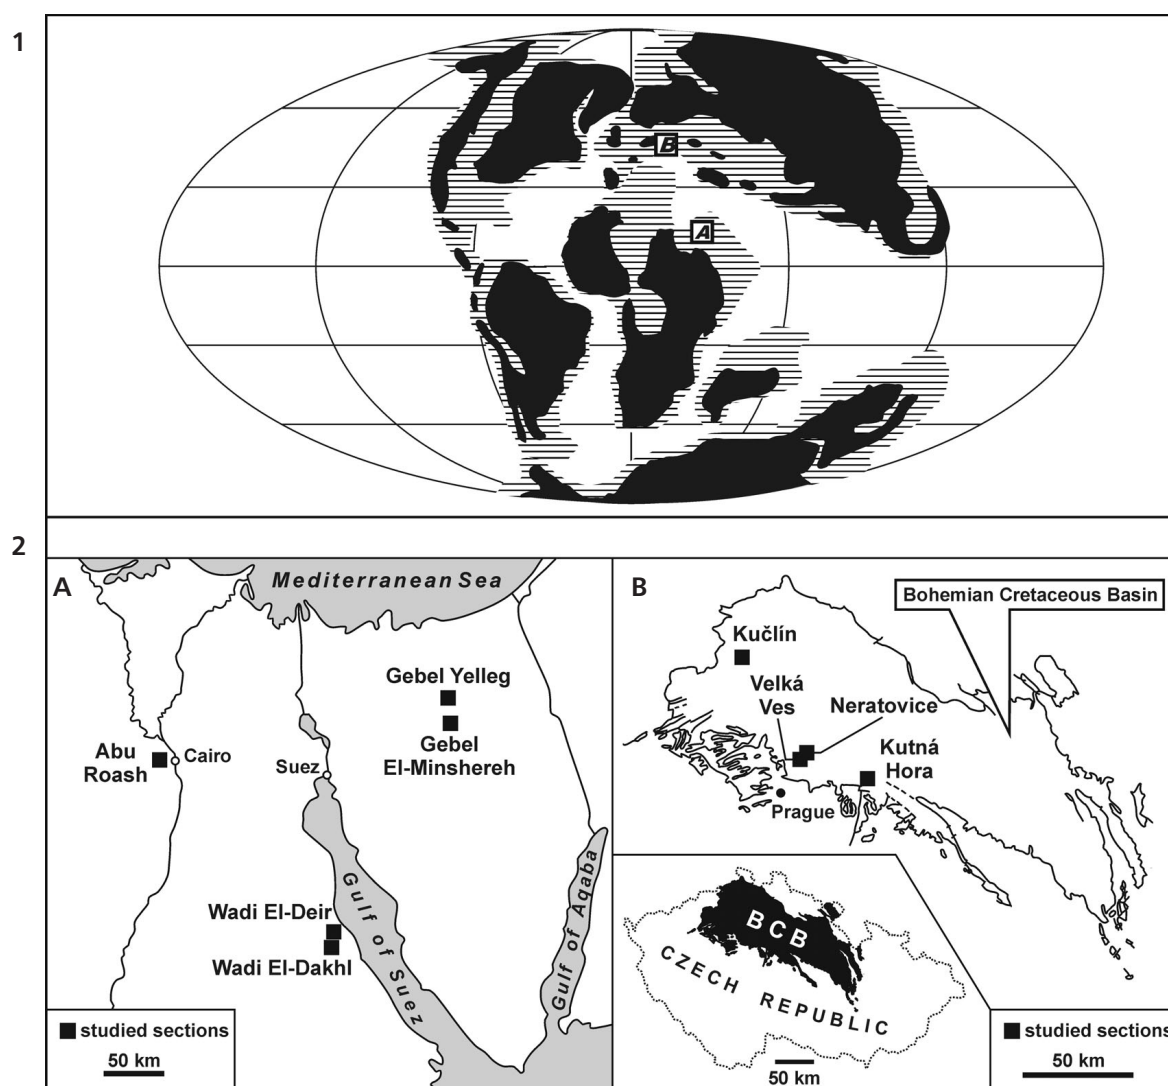 1
B
A
2
A
Mediterranean Sea
Gebel Yelleg
Gebel
El-Minshereh
Abu
Roash
Cairo
Suez
Wadi El-Deir
Wadi El-Dakhl
Gulf of Suez
Gulf of Aqaba
studied sections
50 km
B
Bohemian Cretaceous Basin
Kučlín
Velká
Ves
Neratovice
Kutná
Hora
Prague
BCB
CZECH REPUBLIC
50 km
studied sections
50 km